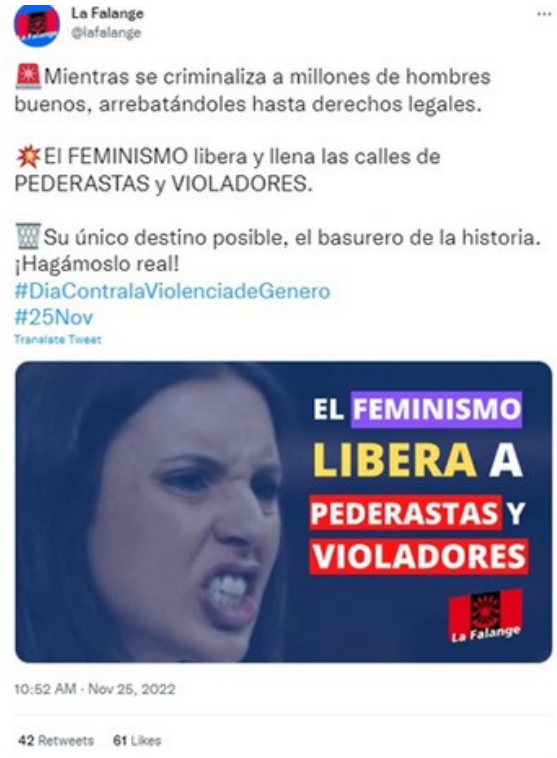 La Falange
@lafalange
Mientras se criminaliza a millones de hombres
buenos, arrebatándoles hasta derechos legales.
El FEMINISMO libera y llena las calles de
PEDERASTAS y VIOLADORES.
Su único destino posible, el basurero de la historia.
¡Hagámoslo real!
#DiaContralaViolenciadeGenero
#25Nov
Translate Tweet
EL FEMINISMO
LIBERA A
PEDERASTAS Y
VIOLADORES
La Falange
10:52 AM · Nov 25, 2022
42 Retweets 61 Likes